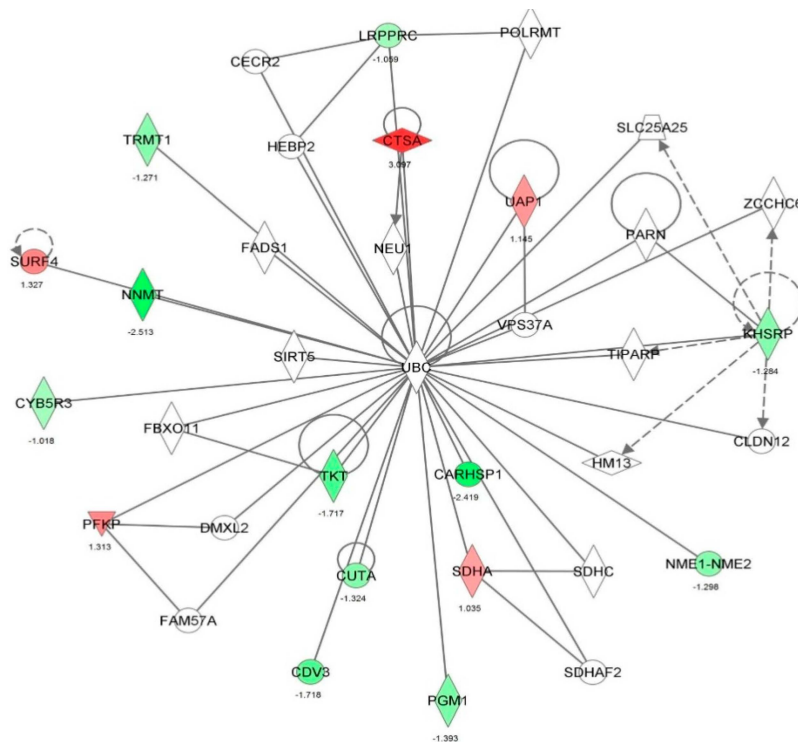 LRPPRC
-1.059
POLRMT
CECR2
TRMT1
-1.271
HEBP2
CTSA
3.097
SLC25A25
UAP1
1.145
ZCCHC6
FADS1
NEU1
PARN
SURF4
1.327
NNMT
-2.513
VPS37A
KHSRP
-1.284
SIRT5
UBC
TIPARP
CYB5R3
-1.018
FBXO11
CLDN12
HM13
TKT
-1.717
CARHSP1
-2.419
PFKP
1.313
DMXL2
CUTA
-1.324
SDHA
1.035
SDHC
NME1-NME2
-1.298
FAM57A
CDV3
-1.718
SDHAF2
PGM1
-1.393